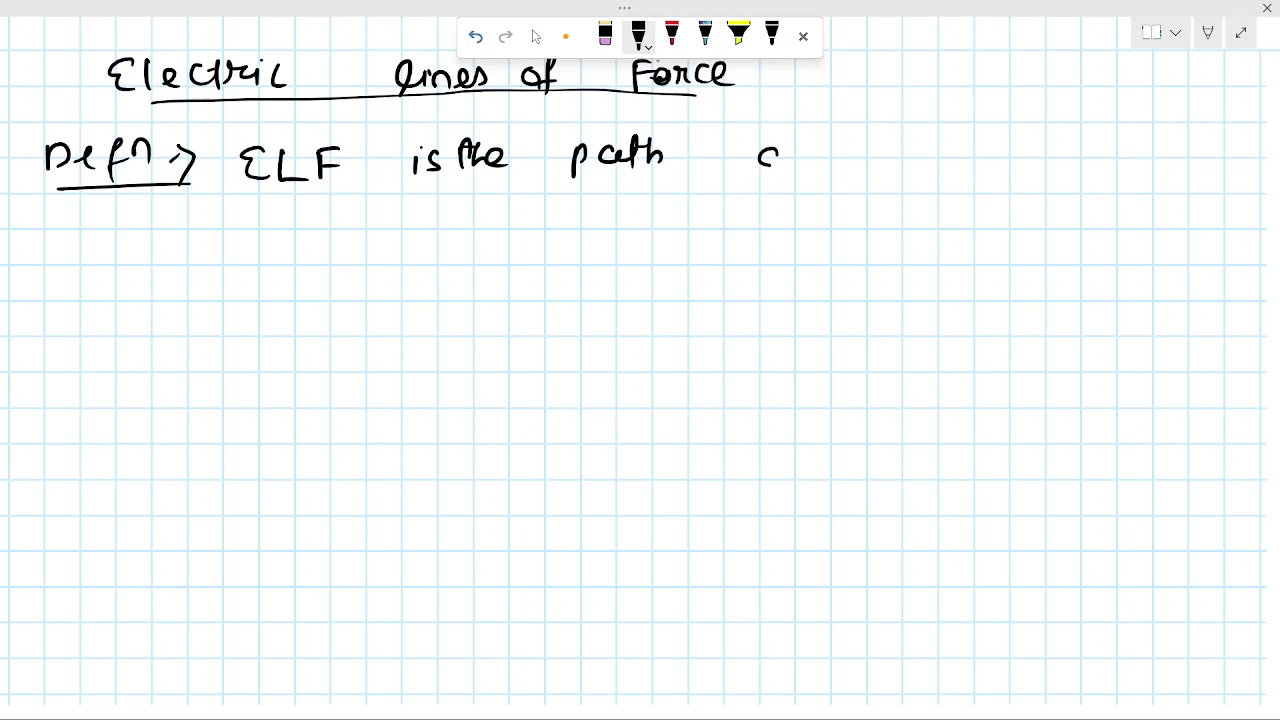 Electric lines of Force
Defn > ELF is the path